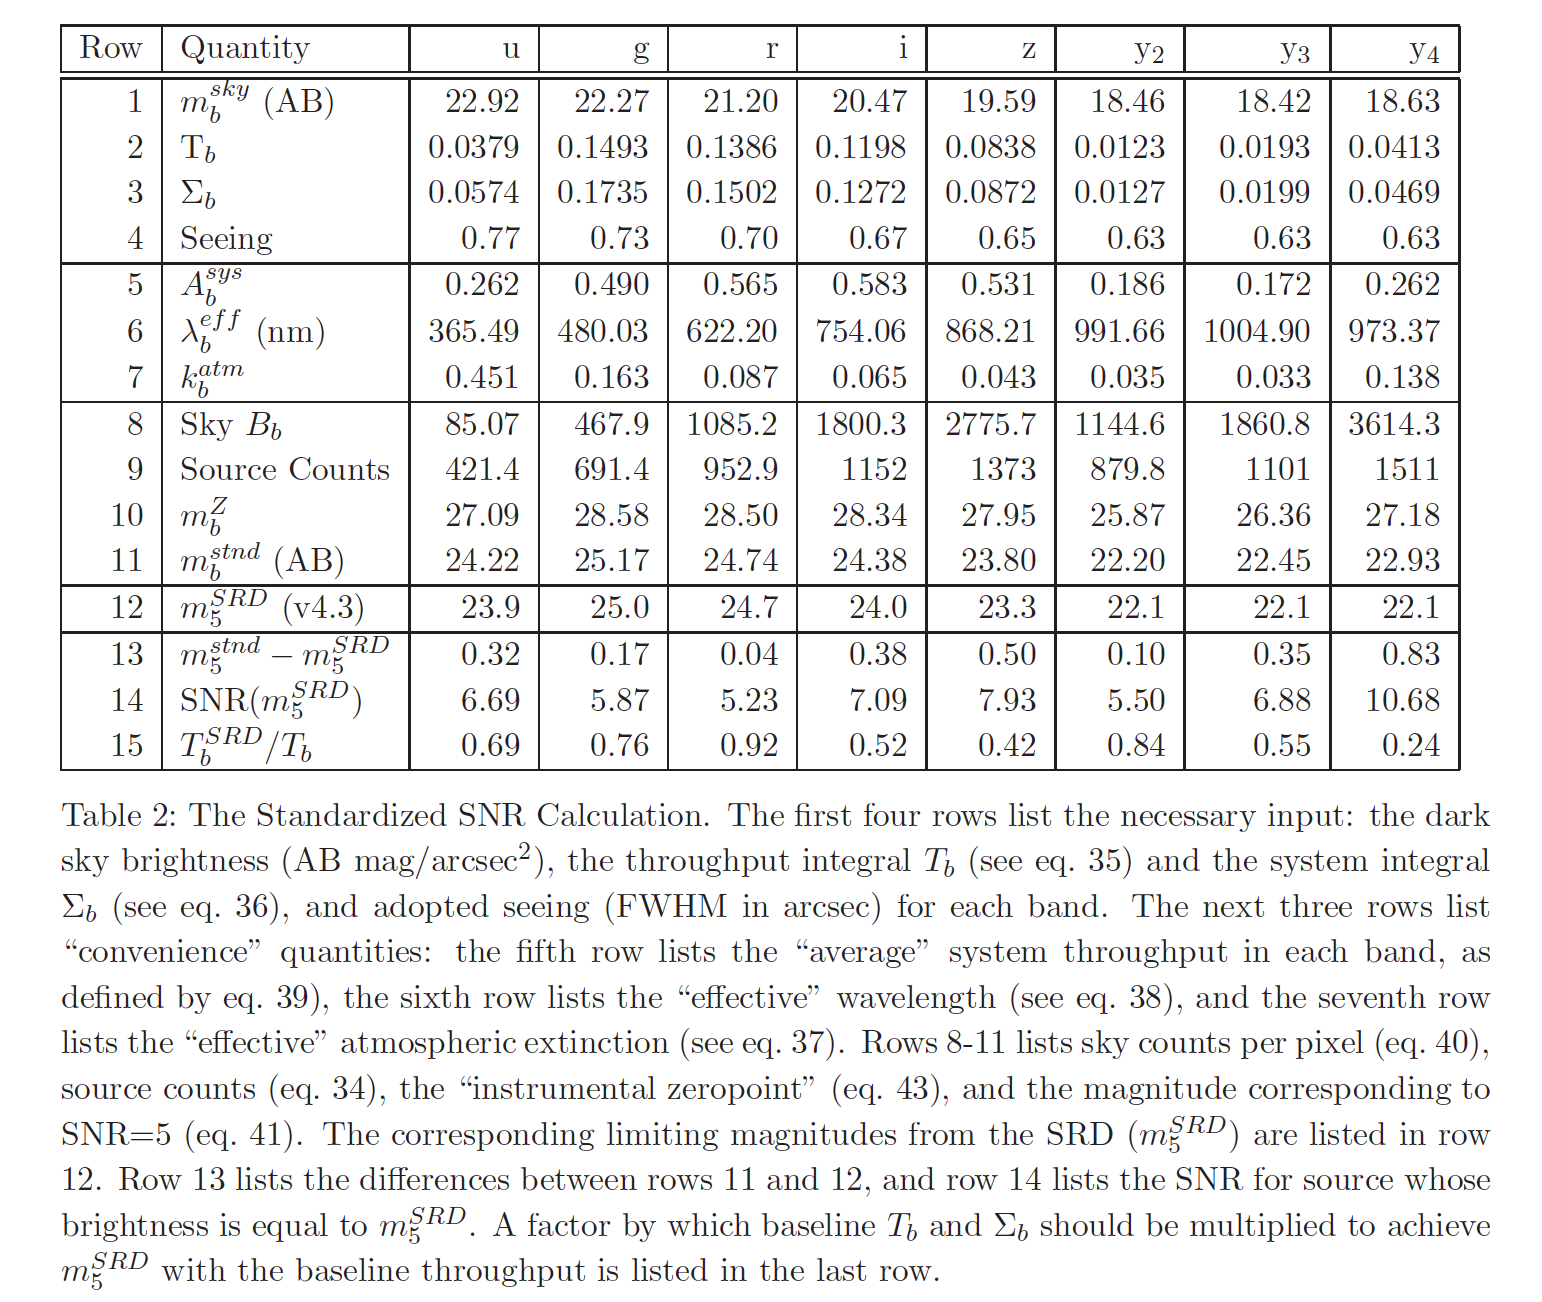 Row Quantity u g r i z y2 y3 y4
1 m_b^sky (AB) 22.92 22.27 21.20 20.47 19.59 18.46 18.42 18.63
2 T_b 0.0379 0.1493 0.1386 0.1198 0.0838 0.0123 0.0193 0.0413
3 Σ_b 0.0574 0.1735 0.1502 0.1272 0.0872 0.0127 0.0199 0.0469
4 Seeing 0.77 0.73 0.70 0.67 0.65 0.63 0.63 0.63
5 A_b^sys 0.262 0.490 0.565 0.583 0.531 0.186 0.172 0.262
6 λ_b^eff (nm) 365.49 480.03 622.20 754.06 868.21 991.66 1004.90 973.37
7 k_b^atm 0.451 0.163 0.087 0.065 0.043 0.035 0.033 0.138
8 Sky B_b 85.07 467.9 1085.2 1800.3 2775.7 1144.6 1860.8 3614.3
9 Source Counts 421.4 691.4 952.9 1152 1373 879.8 1101 1511
10 m_b^Z 27.09 28.58 28.50 28.34 27.95 25.87 26.36 27.18
11 m_b^stnd (AB) 24.22 25.17 24.74 24.38 23.80 22.20 22.45 22.93
12 m_5^SRD (v4.3) 23.9 25.0 24.7 24.0 23.3 22.1 22.1 22.1
13 m_5^stnd − m_5^SRD 0.32 0.17 0.04 0.38 0.50 0.10 0.35 0.83
14 SNR(m_5^SRD) 6.69 5.87 5.23 7.09 7.93 5.50 6.88 10.68
15 T_b^SRD/T_b 0.69 0.76 0.92 0.52 0.42 0.84 0.55 0.24
Table 2: The Standardized SNR Calculation. The first four rows list the necessary input: the dark
sky brightness (AB mag/arcsec²), the throughput integral T_b (see eq. 35) and the system integral
Σ_b (see eq. 36), and adopted seeing (FWHM in arcsec) for each band. The next three rows list
“convenience” quantities: the fifth row lists the “average” system throughput in each band, as
defined by eq. 39), the sixth row lists the “effective” wavelength (see eq. 38), and the seventh row
lists the “effective” atmospheric extinction (see eq. 37). Rows 8-11 lists sky counts per pixel (eq. 40),
source counts (eq. 34), the “instrumental zeropoint” (eq. 43), and the magnitude corresponding to
SNR=5 (eq. 41). The corresponding limiting magnitudes from the SRD (m_5^SRD) are listed in row
12. Row 13 lists the differences between rows 11 and 12, and row 14 lists the SNR for source whose
brightness is equal to m_5^SRD. A factor by which baseline T_b and Σ_b should be multiplied to achieve
m_5^SRD with the baseline throughput is listed in the last row.